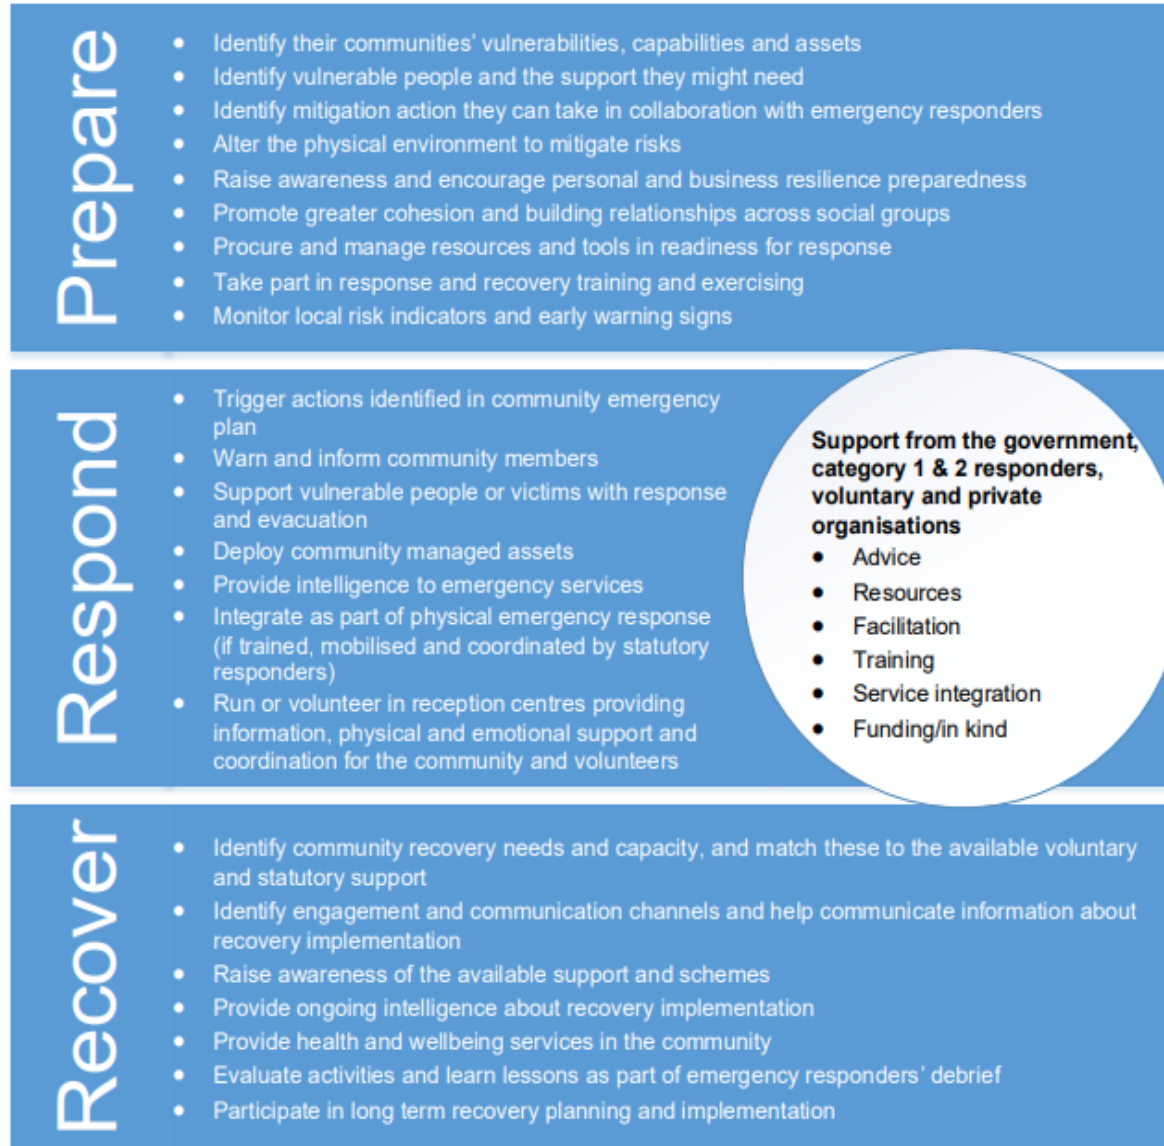 Prepare
• Identify their communities' vulnerabilities, capabilities and assets
• Identify vulnerable people and the support they might need
• Identify mitigation action they can take in collaboration with emergency responders
• Alter the physical environment to mitigate risks
• Raise awareness and encourage personal and business resilience preparedness
• Promote greater cohesion and building relationships across social groups
• Procure and manage resources and tools in readiness for response
• Take part in response and recovery training and exercising
• Monitor local risk indicators and early warning signs
Respond
• Trigger actions identified in community emergency
plan
• Warn and inform community members
• Support vulnerable people or victims with response
and evacuation
• Deploy community managed assets
• Provide intelligence to emergency services
• Integrate as part of physical emergency response
(if trained, mobilised and coordinated by statutory
responders)
• Run or volunteer in reception centres providing
information, physical and emotional support and
coordination for the community and volunteers
Support from the government,
category 1 & 2 responders,
voluntary and private
organisations
• Advice
• Resources
• Facilitation
• Training
• Service integration
• Funding/in kind
Recover
• Identify community recovery needs and capacity, and match these to the available voluntary
and statutory support
• Identify engagement and communication channels and help communicate information about
recovery implementation
• Raise awareness of the available support and schemes
• Provide ongoing intelligence about recovery implementation
• Provide health and wellbeing services in the community
• Evaluate activities and learn lessons as part of emergency responders' debrief
• Participate in long term recovery planning and implementation